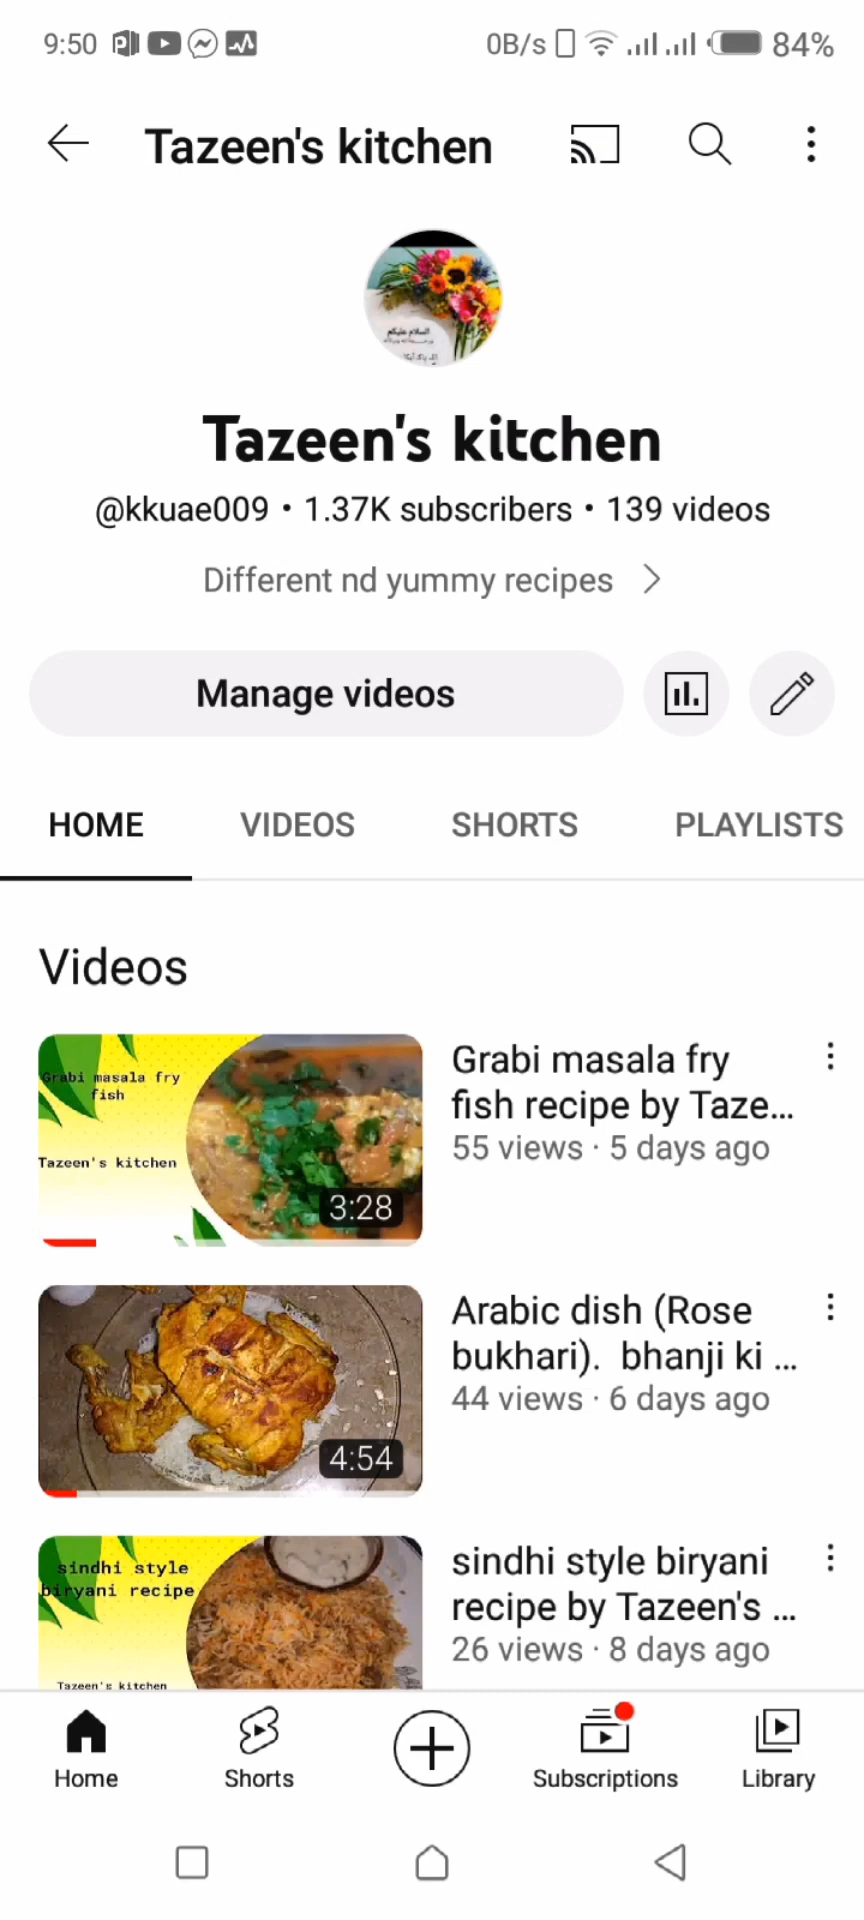 9:50 0B/s 84%
Tazeen's kitchen
السلام علیکم
Tazeen's kitchen
@kkuae009 • 1.37K subscribers • 139 videos
Different nd yummy recipes
Manage videos
HOME VIDEOS SHORTS PLAYLISTS
Videos
Grabi masala fry
fish
Tazeen's kitchen
3:28
Grabi masala fry
fish recipe by Taze...
55 views · 5 days ago
4:54
Arabic dish (Rose
bukhari). bhanji ki ...
44 views · 6 days ago
sindhi style
biryani recipe
Tazeen's kitchen
sindhi style biryani
recipe by Tazeen's ...
26 views · 8 days ago
Home Shorts Subscriptions Library